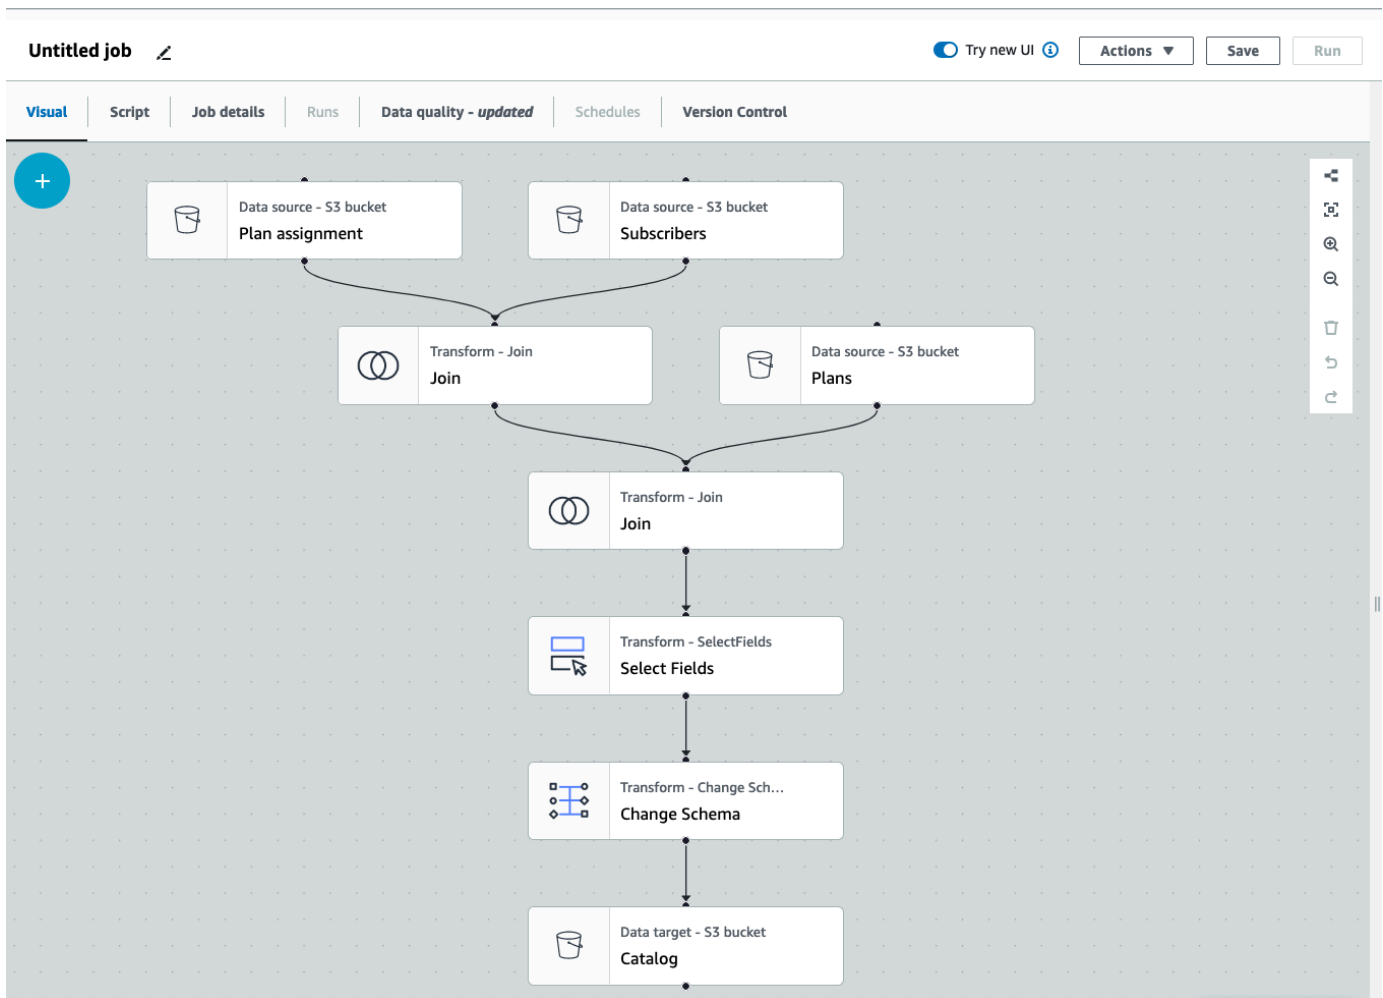 Untitled job
Try new UI
Actions
Save
Run
Visual
Script
Job details
Runs
Data quality - updated
Schedules
Version Control
Data source - S3 bucket
Plan assignment
Data source - S3 bucket
Subscribers
Transform - Join
Join
Data source - S3 bucket
Plans
Transform - Join
Join
Transform - SelectFields
Select Fields
Transform - Change Sch...
Change Schema
Data target - S3 bucket
Catalog